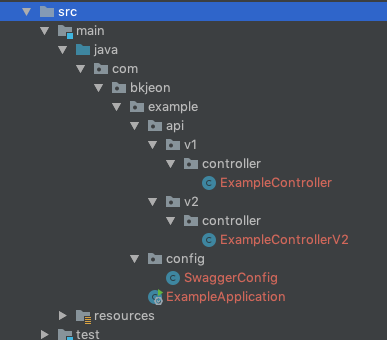 src
main
java
com
bkjeon
example
api
v1
controller
ExampleController
v2
controller
ExampleControllerV2
config
SwaggerConfig
ExampleApplication
resources
test